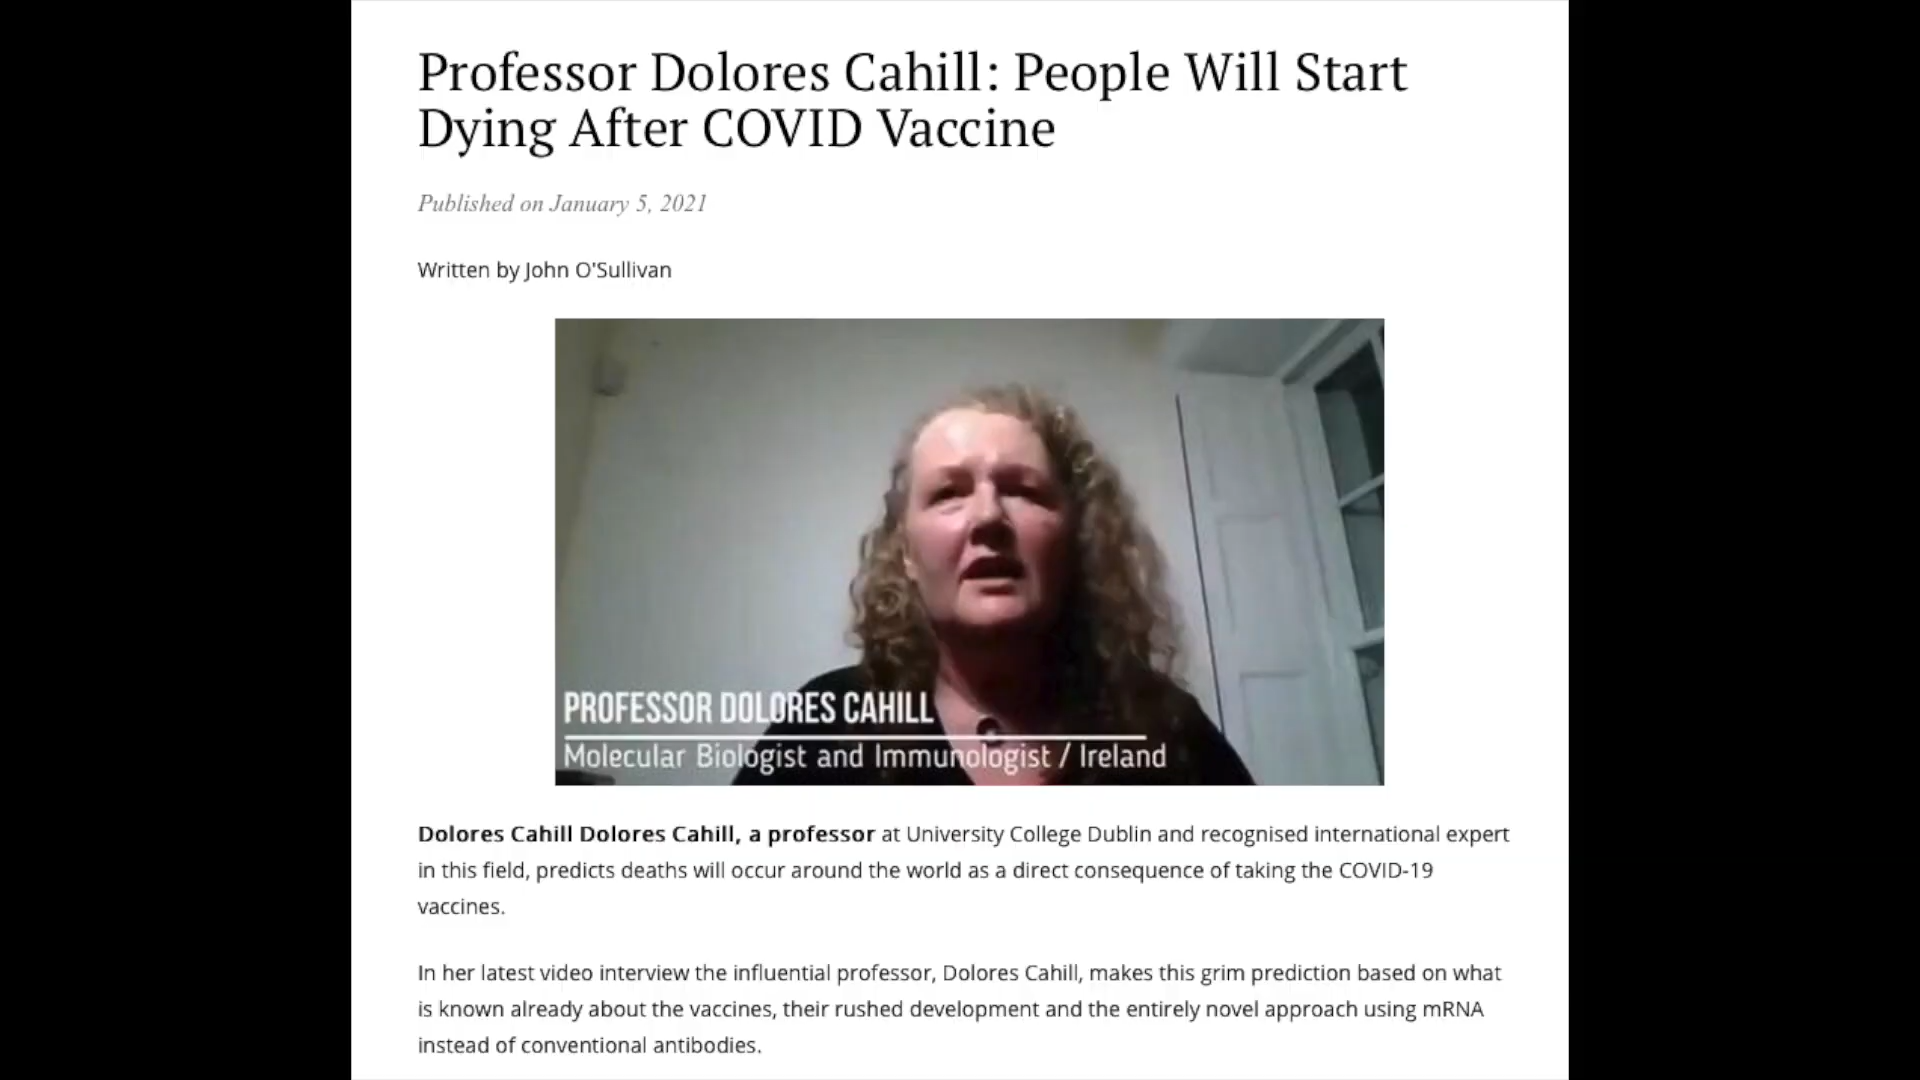 Professor Dolores Cahill: People Will Start
Dying After COVID Vaccine
Published on January 5, 2021
Written by John O'Sullivan
PROFESSOR DOLORES CAHILL
Molecular Biologist and Immunologist / Ireland
Dolores Cahill Dolores Cahill, a professor at University College Dublin and recognised international expert
in this field, predicts deaths will occur around the world as a direct consequence of taking the COVID-19
vaccines.
In her latest video interview the influential professor, Dolores Cahill, makes this grim prediction based on what
is known already about the vaccines, their rushed development and the entirely novel approach using mRNA
instead of conventional antibodies.